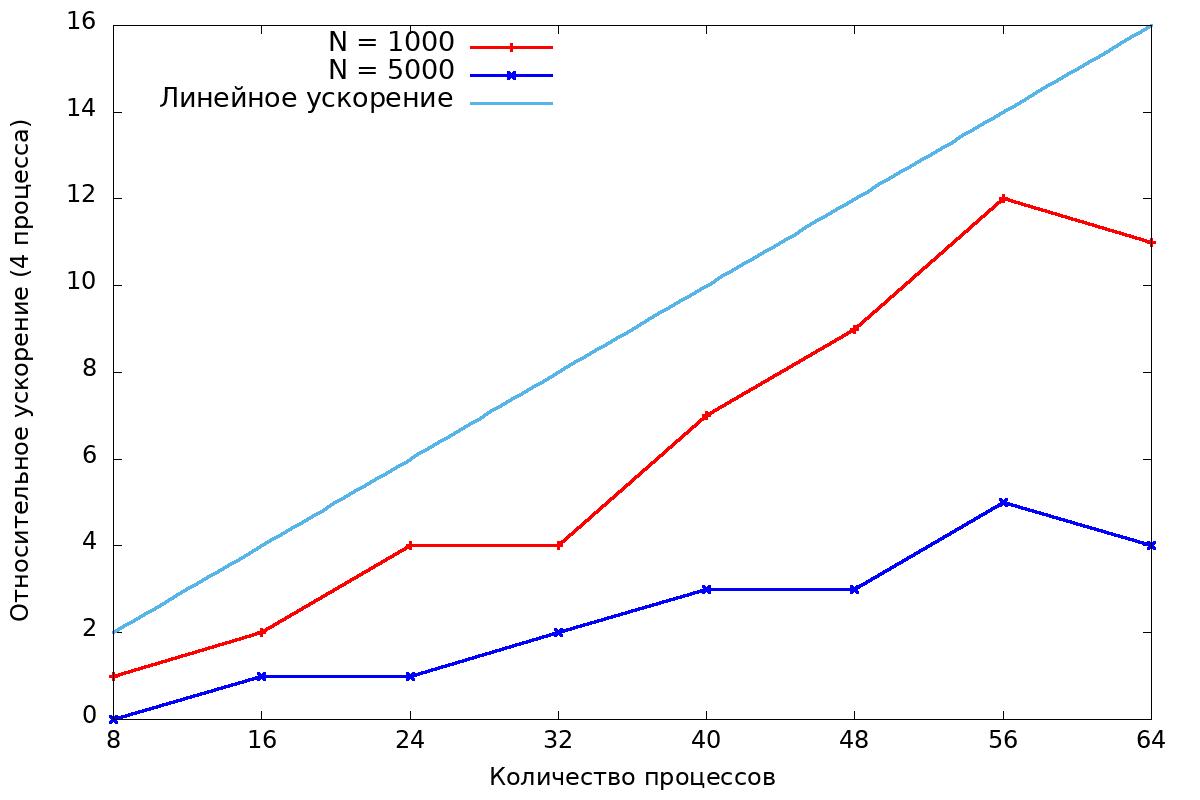 N = 1000
N = 5000
Линейное ускорение
Относительное ускорение (4 процесса)
16
14
12
10
8
6
4
2
0
8 16 24 32 40 48 56 64
Количество процессов